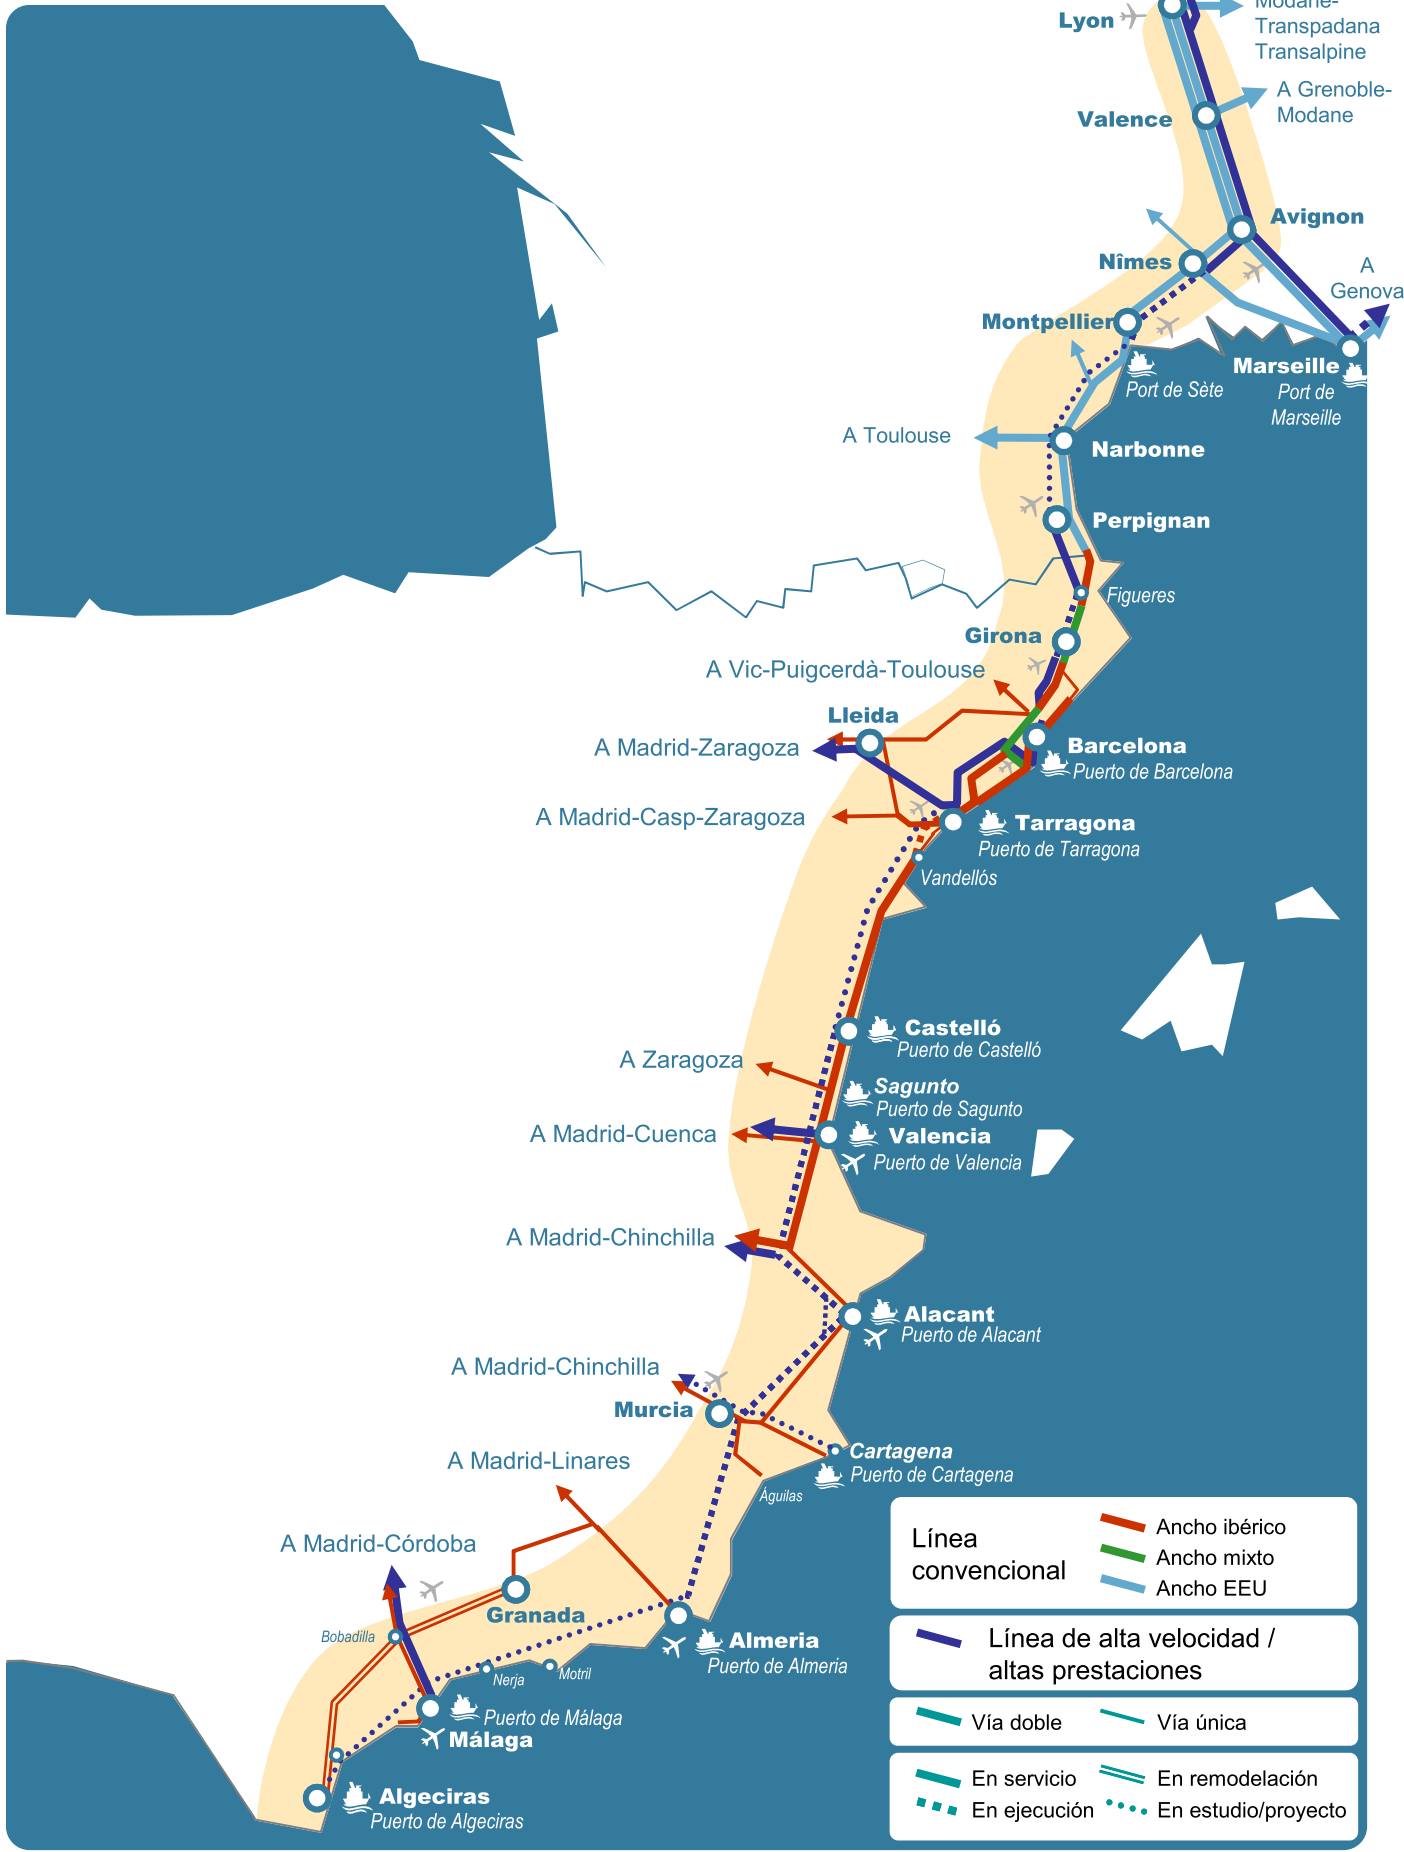 Modane-
Transpadana
Transalpine
Lyon
A Grenoble-
Modane
Valence
Avignon
Nîmes
A
Genova
Montpellier
Marseille
Port de
Marseille
Port de Sète
A Toulouse
Narbonne
Perpignan
Figueres
Girona
A Vic-Puigcerdà-Toulouse
Lleida
A Madrid-Zaragoza
Barcelona
Puerto de Barcelona
A Madrid-Casp-Zaragoza
Tarragona
Puerto de Tarragona
Vandellós
Castelló
Puerto de Castelló
A Zaragoza
Sagunto
Puerto de Sagunto
A Madrid-Cuenca
Valencia
Puerto de Valencia
A Madrid-Chinchilla
Alacant
Puerto de Alacant
A Madrid-Chinchilla
Murcia
Cartagena
Puerto de Cartagena
A Madrid-Linares
Águilas
A Madrid-Córdoba
Granada
Bobadilla
Almeria
Puerto de Almeria
Nerja
Motril
Puerto de Málaga
Málaga
Algeciras
Puerto de Algeciras
Línea
convencional
Ancho ibérico
Ancho mixto
Ancho EEU
Línea de alta velocidad /
altas prestaciones
Vía doble
Vía única
En servicio
En remodelación
En ejecución
En estudio/proyecto